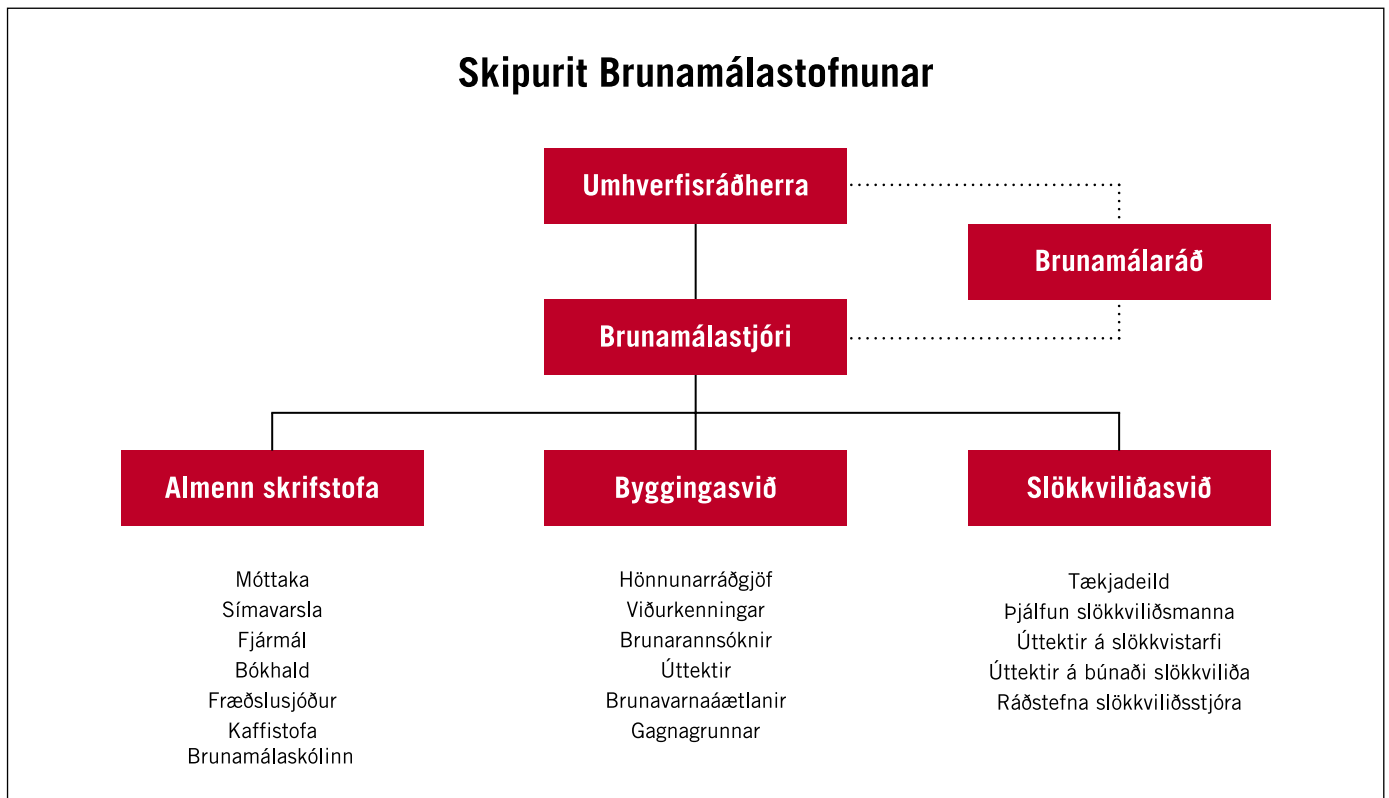 Skipurit Brunamálastofnunar
Umhverfisráðherra
Brunamálaráð
Brunamálastjóri
Almenn skrifstofa
Byggingasvið
Slökkviliðasvið
Móttaka
Símavarsla
Fjármál
Bókhald
Fræðslusjóður
Kaffistofa
Brunamálaskólinn
Hönnunarráðgjöf
Viðurkenningar
Brunarannsóknir
Úttektir
Brunavarnaáætlanir
Gagnagrunnar
Tækjadeild
Þjálfun slökkviliðsmanna
Úttektir á slökkvistarfi
Úttektir á búnaði slökkviliða
Ráðstefna slökkviliðsstjóra